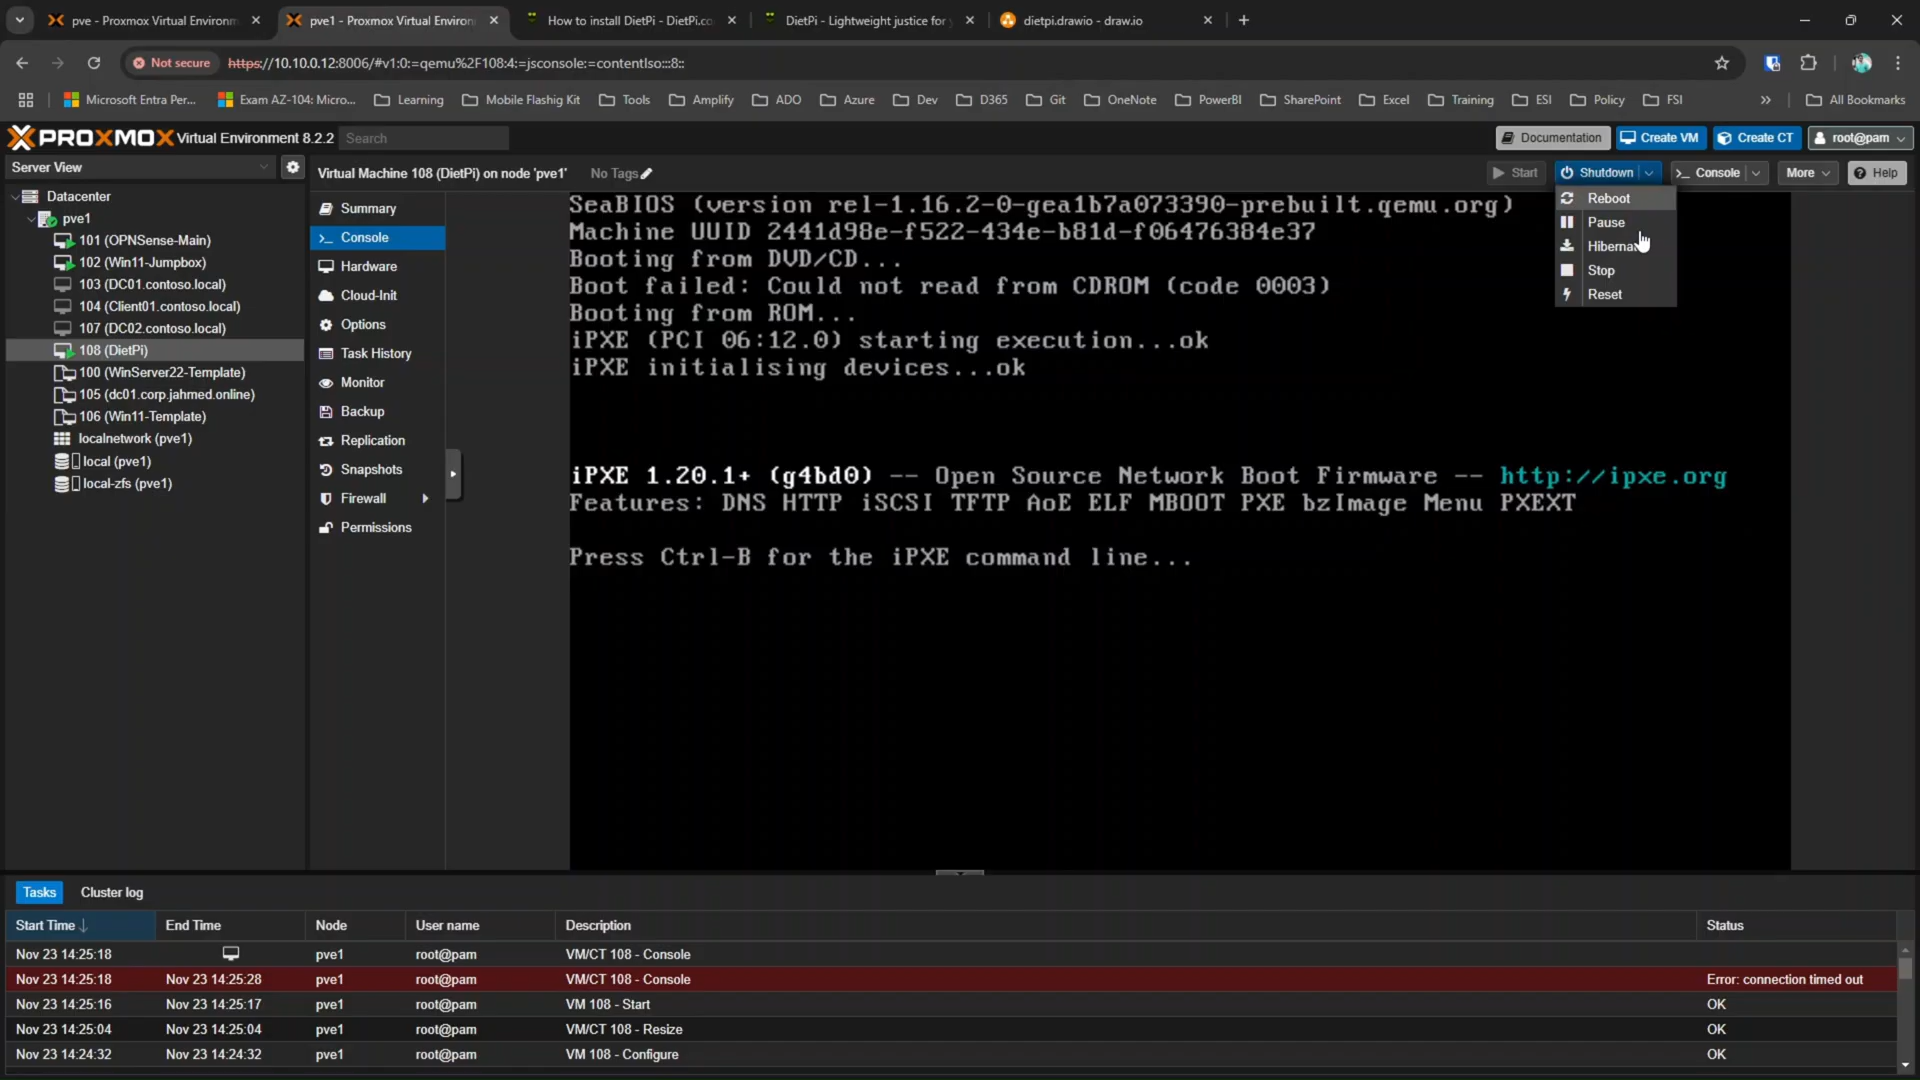 pve - Proxmox Virtual Environm
pve1 - Proxmox Virtual Environ
How to install DietPi - DietPi.co
DietPi - Lightweight justice for
dietpi.drawio - draw.io
Not secure
https://10.10.0.12:8006/#v1:0:=qemu%2F108:4:=jsconsole:=contentIso:::8::
Microsoft Entra Per...
Exam AZ-104: Micro...
Learning
Mobile Flashig Kit
Tools
Amplify
ADO
Azure
Dev
D365
Git
OneNote
PowerBI
SharePoint
Excel
Training
ESI
Policy
FSI
All Bookmarks
PROXMOX Virtual Environment 8.2.2
Search
Documentation
Create VM
Create CT
root@pam
Server View
Virtual Machine 108 (DietPi) on node 'pve1'
No Tags
Start
Shutdown
Console
More
Help
Reboot
Pause
Hiberna
Stop
Reset
Datacenter
pve1
101 (OPNSense-Main)
102 (Win11-Jumpbox)
103 (DC01.contoso.local)
104 (Client01.contoso.local)
107 (DC02.contoso.local)
108 (DietPi)
100 (WinServer22-Template)
105 (dc01.corp.jahmed.online)
106 (Win11-Template)
localnetwork (pve1)
local (pve1)
local-zfs (pve1)
Summary
Console
Hardware
Cloud-Init
Options
Task History
Monitor
Backup
Replication
Snapshots
Firewall
Permissions
SeaBIOS (version rel-1.16.2-0-gea1b7a073390-prebuilt.qemu.org)
Machine UUID 2441d98e-f522-434e-b81d-f06476384e37
Booting from DVD/CD...
Boot failed: Could not read from CDROM (code 0003)
Booting from ROM...
iPXE (PCI 06:12.0) starting execution...ok
iPXE initialising devices...ok
iPXE 1.20.1+ (g4bd0) -- Open Source Network Boot Firmware -- http://ipxe.org
Features: DNS HTTP iSCSI TFTP AoE ELF MBOOT PXE bzImage Menu PXEXT
Press Ctrl-B for the iPXE command line...
Tasks
Cluster log
Start Time
End Time
Node
User name
Description
Status
Nov 23 14:25:18
pve1
root@pam
VM/CT 108 - Console
Nov 23 14:25:18
Nov 23 14:25:28
pve1
root@pam
VM/CT 108 - Console
Error: connection timed out
Nov 23 14:25:16
Nov 23 14:25:17
pve1
root@pam
VM 108 - Start
OK
Nov 23 14:25:04
Nov 23 14:25:04
pve1
root@pam
VM/CT 108 - Resize
OK
Nov 23 14:24:32
Nov 23 14:24:32
pve1
root@pam
VM 108 - Configure
OK